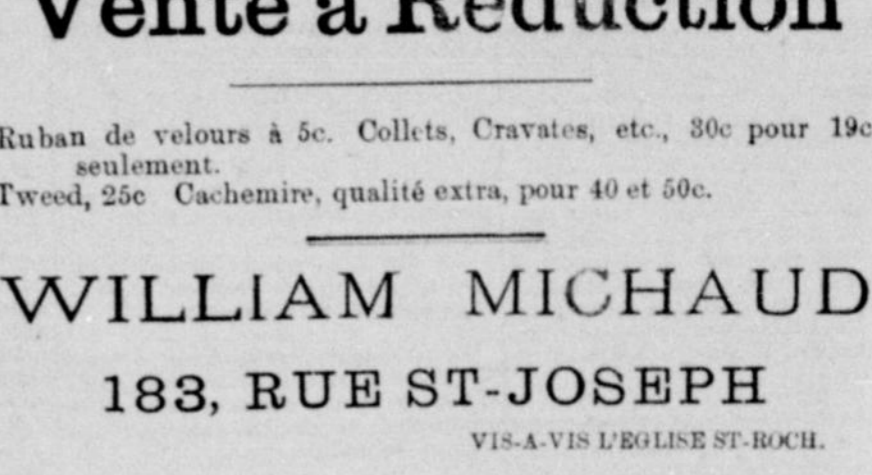 Vente à Réduction
Ruban de velours à 5c. Collets, Cravates, etc., 30c pour 19c
seulement.
Tweed, 25c Cachemire, qualité extra, pour 40 et 50c.
WILLIAM MICHAUD
183, RUE ST-JOSEPH
VIS-A-VIS L'EGLISE ST-ROCH.